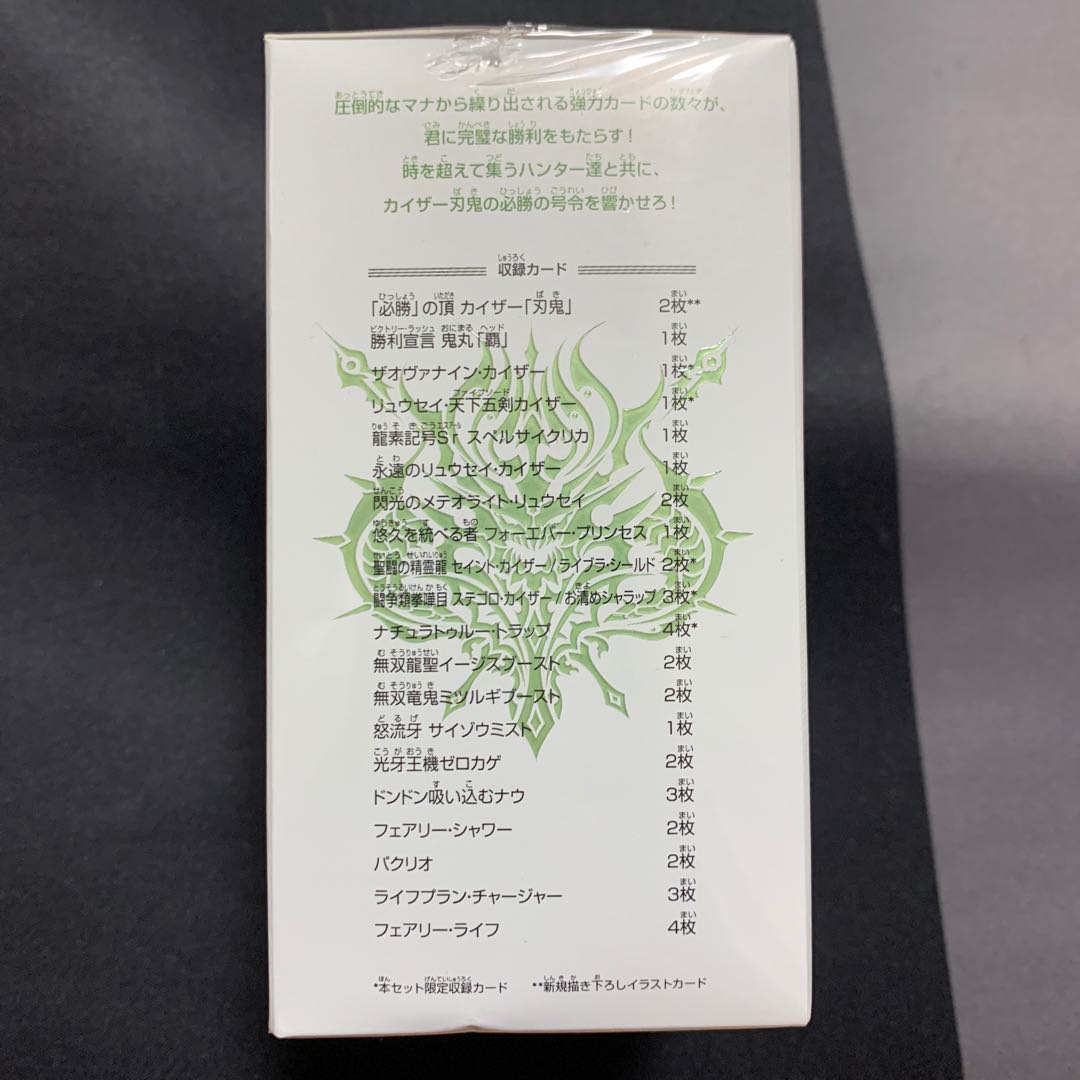 圧倒的なマナから繰り出される強力カードの数々が、
君に完璧な勝利をもたらす!
時を超えて集うハンター達と共に、
カイザー刃鬼の必勝の号令を響かせろ!
収録カード
「必勝」の頂 カイザー「刃鬼」 2枚**
勝利宣言 鬼丸「覇」 1枚
ザオヴァナイン・カイザー 1枚*
リュウセイ・天下五剣カイザー 1枚*
龍素記号Sr スペルサイクリカ 1枚
永遠のリュウセイ・カイザー 1枚
閃光のメテオライト・リュウセイ 2枚
悠久を統べる者 フォーエバー・プリンセス 1枚
聖闘の精霊龍 セイント・カイザー/ライブラ・シールド 2枚*
闘争類拳嘩目 ステゴロ・カイザー/お清めシャラップ 3枚*
ナチュラトゥルー・トラップ 4枚*
無双龍聖イージスブースト 2枚
無双竜鬼ミツルギブースト 2枚
怒流牙 サイゾウミスト 1枚
光牙王機ゼロカゲ 2枚
ドンドン吸い込むナウ 3枚
フェアリー・シャワー 2枚
パクリオ 2枚
ライフプラン・チャージャー 3枚
フェアリー・ライフ 4枚
*本セット限定収録カード **新規描き下ろしイラストカード